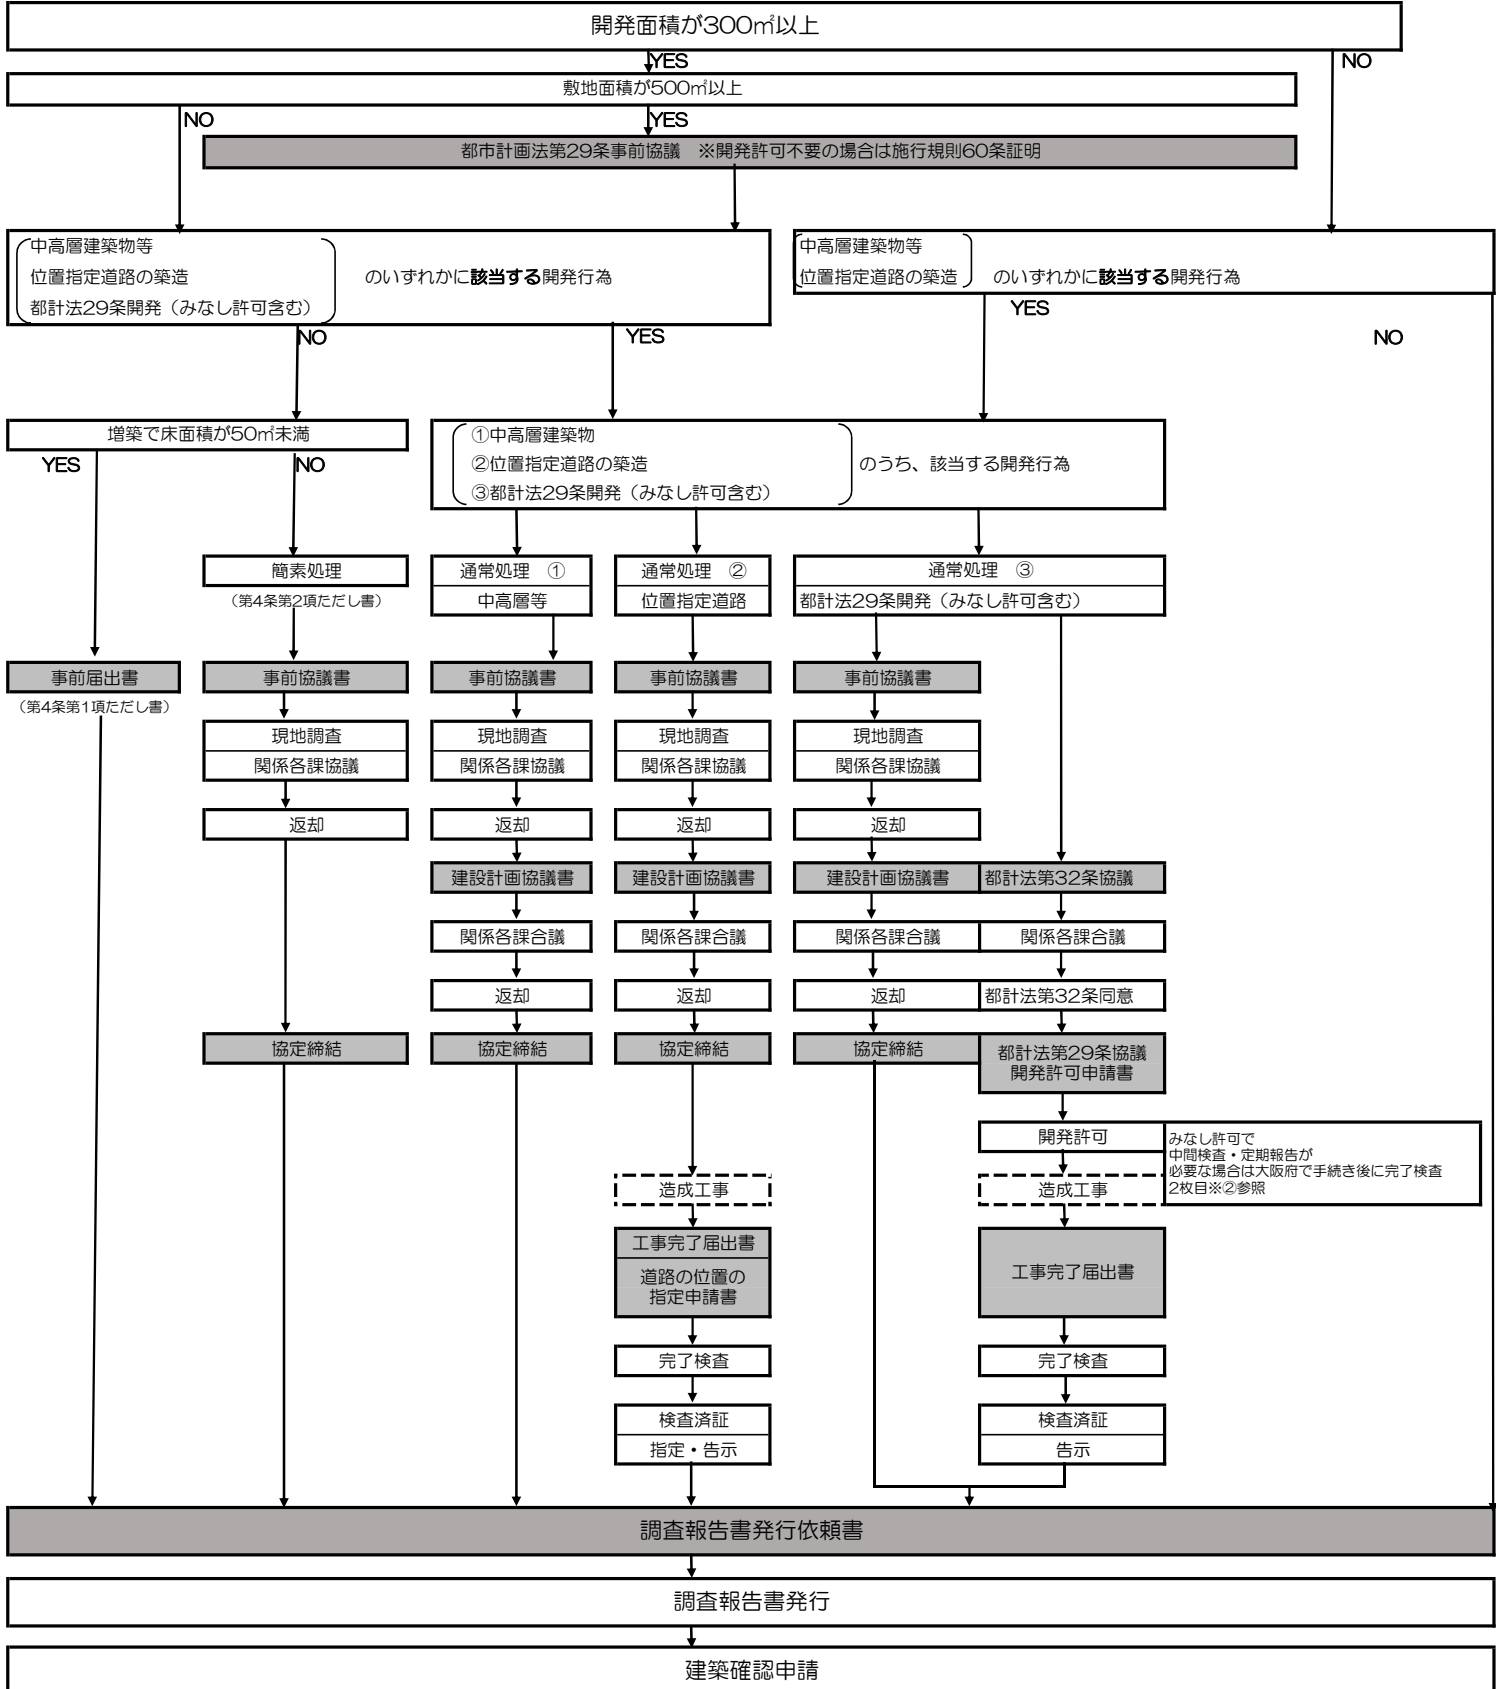 開発面積が300㎡以上
YES
NO
敷地面積が500㎡以上
NO
YES
都市計画法第29条事前協議　※開発許可不要の場合は施行規則60条証明
中高層建築物等
位置指定道路の築造
都計法29条開発（みなし許可含む）
のいずれかに該当する開発行為
中高層建築物等
位置指定道路の築造
のいずれかに該当する開発行為
NO
YES
YES
NO
増築で床面積が50㎡未満
YES
NO
①中高層建築物
②位置指定道路の築造
③都計法29条開発（みなし許可含む）
のうち、該当する開発行為
簡素処理
（第4条第2項ただし書）
通常処理　①
中高層等
通常処理　②
位置指定道路
通常処理　③
都計法29条開発（みなし許可含む）
事前届出書
（第4条第1項ただし書）
事前協議書
事前協議書
事前協議書
事前協議書
現地調査
現地調査
現地調査
現地調査
関係各課協議
関係各課協議
関係各課協議
関係各課協議
返却
返却
返却
返却
建設計画協議書
建設計画協議書
建設計画協議書
都計法第32条協議
関係各課合議
関係各課合議
関係各課合議
関係各課合議
返却
返却
返却
都計法第32条同意
協定締結
協定締結
協定締結
協定締結
都計法第29条協議
開発許可申請書
開発許可
みなし許可で
中間検査・定期報告が
必要な場合は大阪府で手続き後に完了検査
2枚目※②参照
造成工事
造成工事
工事完了届出書
道路の位置の
指定申請書
工事完了届出書
完了検査
完了検査
検査済証
指定・告示
検査済証
告示
調査報告書発行依頼書
調査報告書発行
建築確認申請